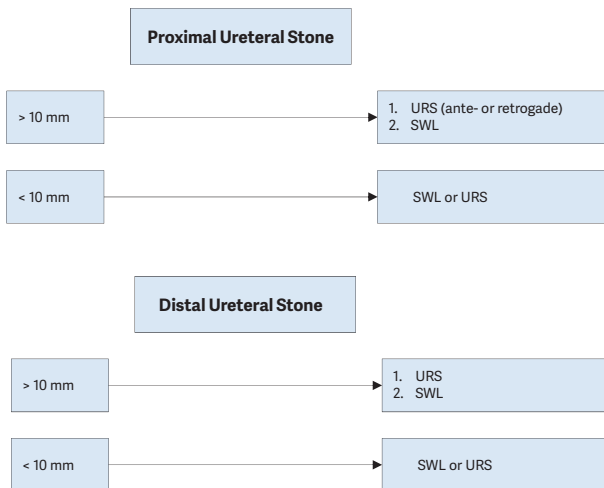 Proximal Ureteral Stone
> 10 mm
1. URS (ante- or retrogade)
2. SWL
< 10 mm
SWL or URS
Distal Ureteral Stone
> 10 mm
1. URS
2. SWL
< 10 mm
SWL or URS